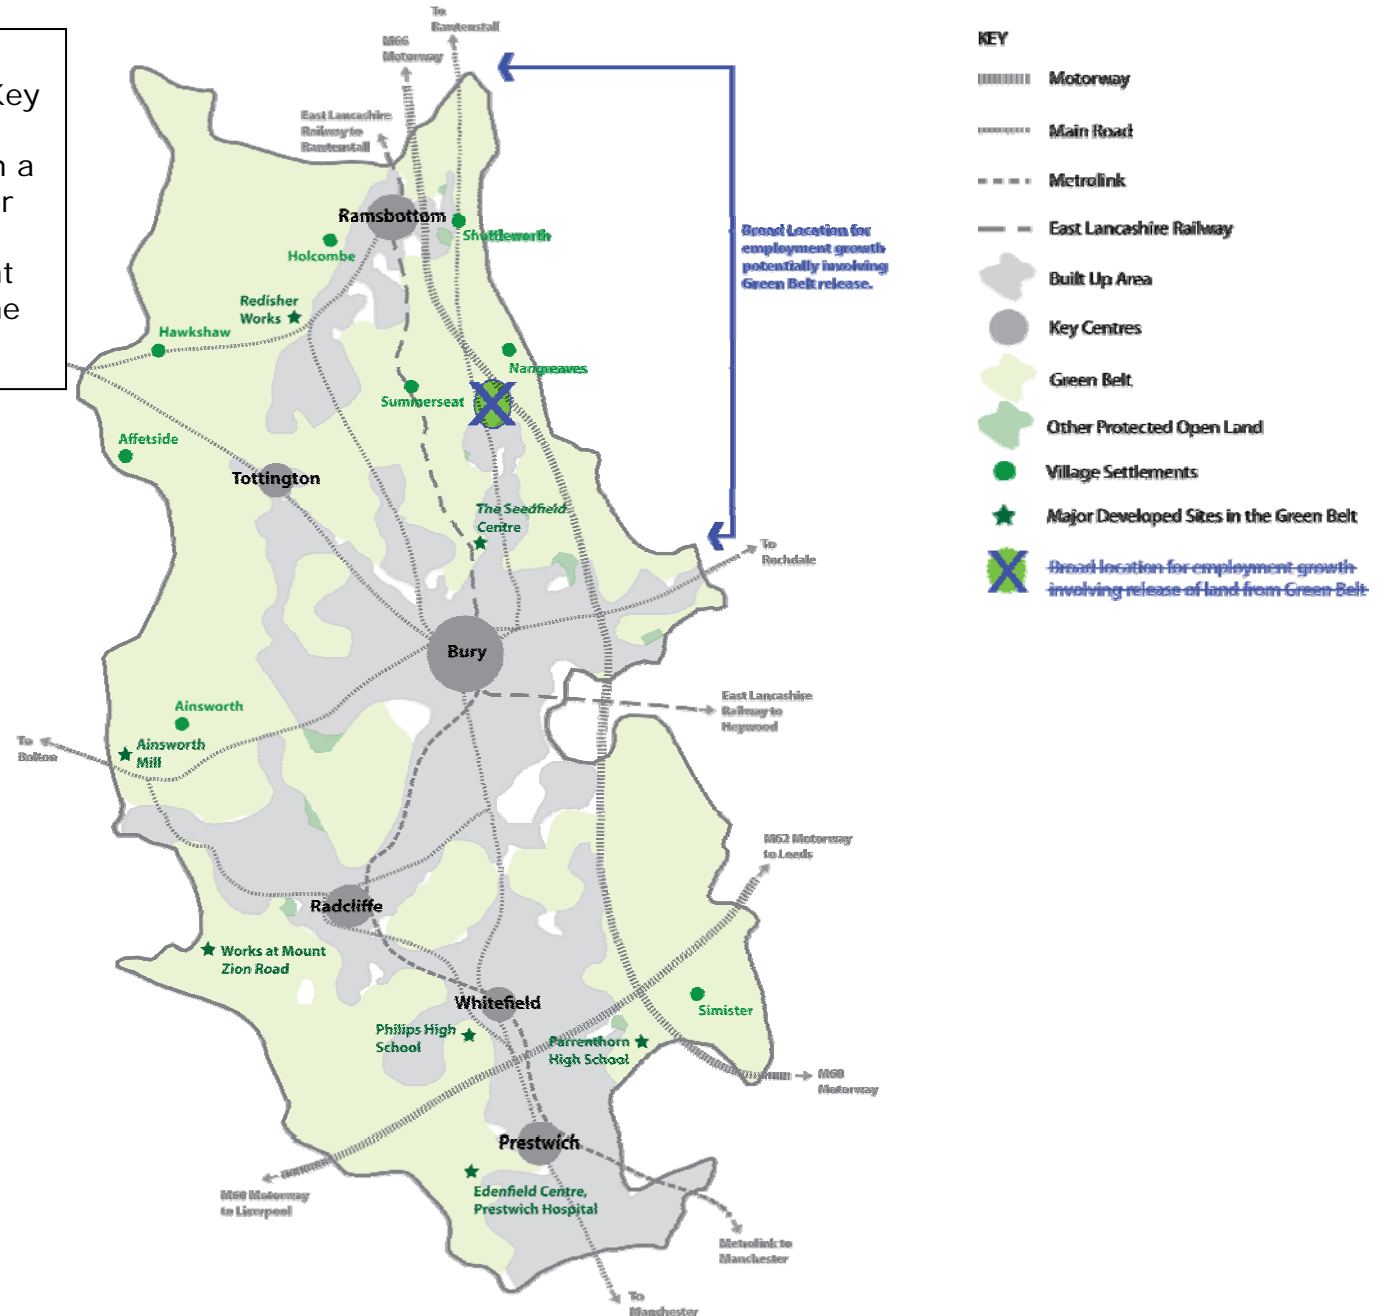 Key
n a
r
nt
ne
To
Rawtenstall
M66
Motorway
East Lancashire
Railway to
Rawtenstall
Ramsbottom
Shuttleworth
Holcombe
Redisher
Works
Hawkshaw
Nangreaves
Summerseat
Affetside
Tottington
The Seedfield
Centre
Broad Location for
employment growth
potentially involving
Green Belt release.
To
Rochdale
Bury
East Lancashire
Railway to
Heywood
Ainsworth
Ainsworth
Mill
To
Bolton
M62 Motorway
to Leeds
Radcliffe
Works at Mount
Zion Road
Whitefield
Simister
Philips High
School
Parrenthorn
High School
M60
Motorway
Prestwich
Edenfield Centre,
Prestwich Hospital
M60 Motorway
to Liverpool
Metrolink to
Manchester
To
Manchester
KEY
Motorway
Main Road
Metrolink
East Lancashire Railway
Built Up Area
Key Centres
Green Belt
Other Protected Open Land
Village Settlements
Major Developed Sites in the Green Belt
Broad location for employment growth
involving release of land from Green Belt